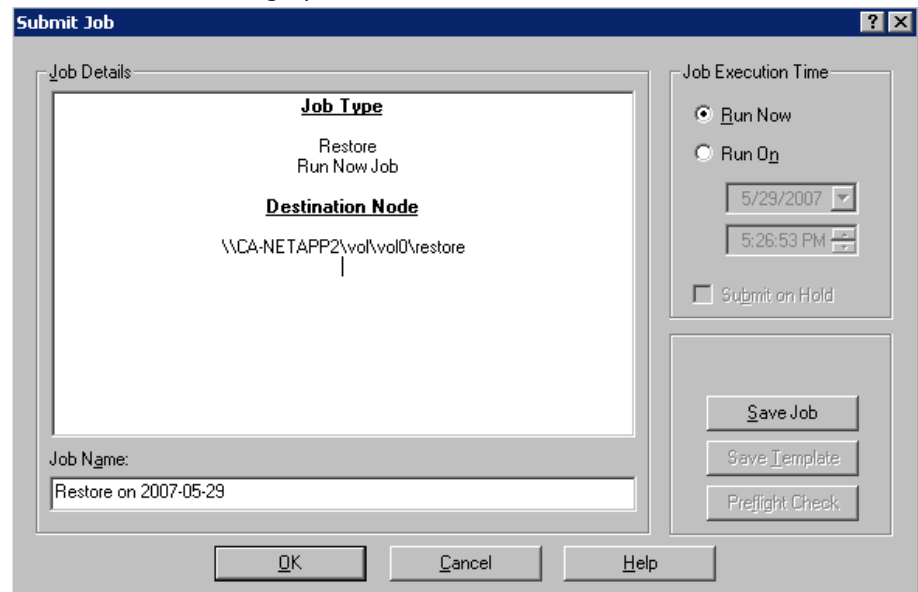 Submit Job
Job Details
Job Type
Restore
Run Now Job
Destination Node
\\CA-NETAPP2\vol\vol0\restore
Job Name:
Restore on 2007-05-29
Job Execution Time
Run Now
Run On
5/29/2007
5:26:53 PM
Submit on Hold
Save Job
Save Template
Preflight Check
OK
Cancel
Help